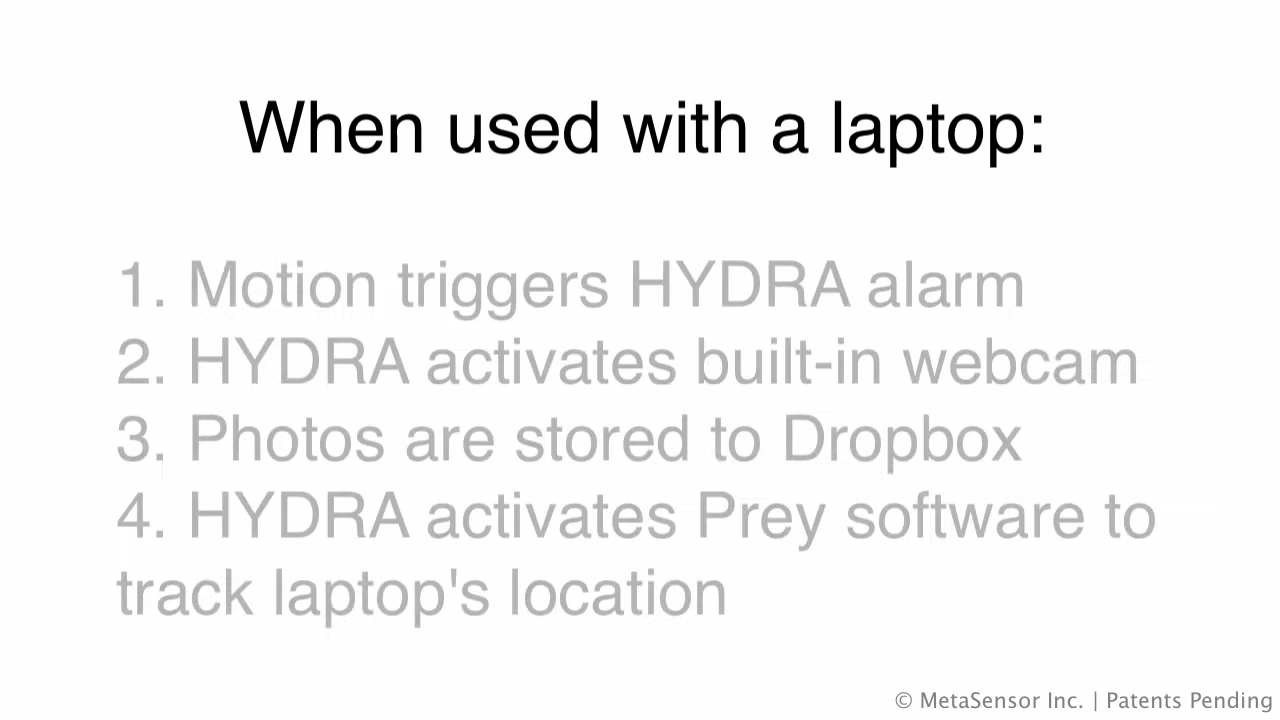 When used with a laptop:
1. Motion triggers HYDRA alarm
2. HYDRA activates built-in webcam
3. Photos are stored to Dropbox
4. HYDRA activates Prey software to
track laptop's location
© MetaSensor Inc. | Patents Pending